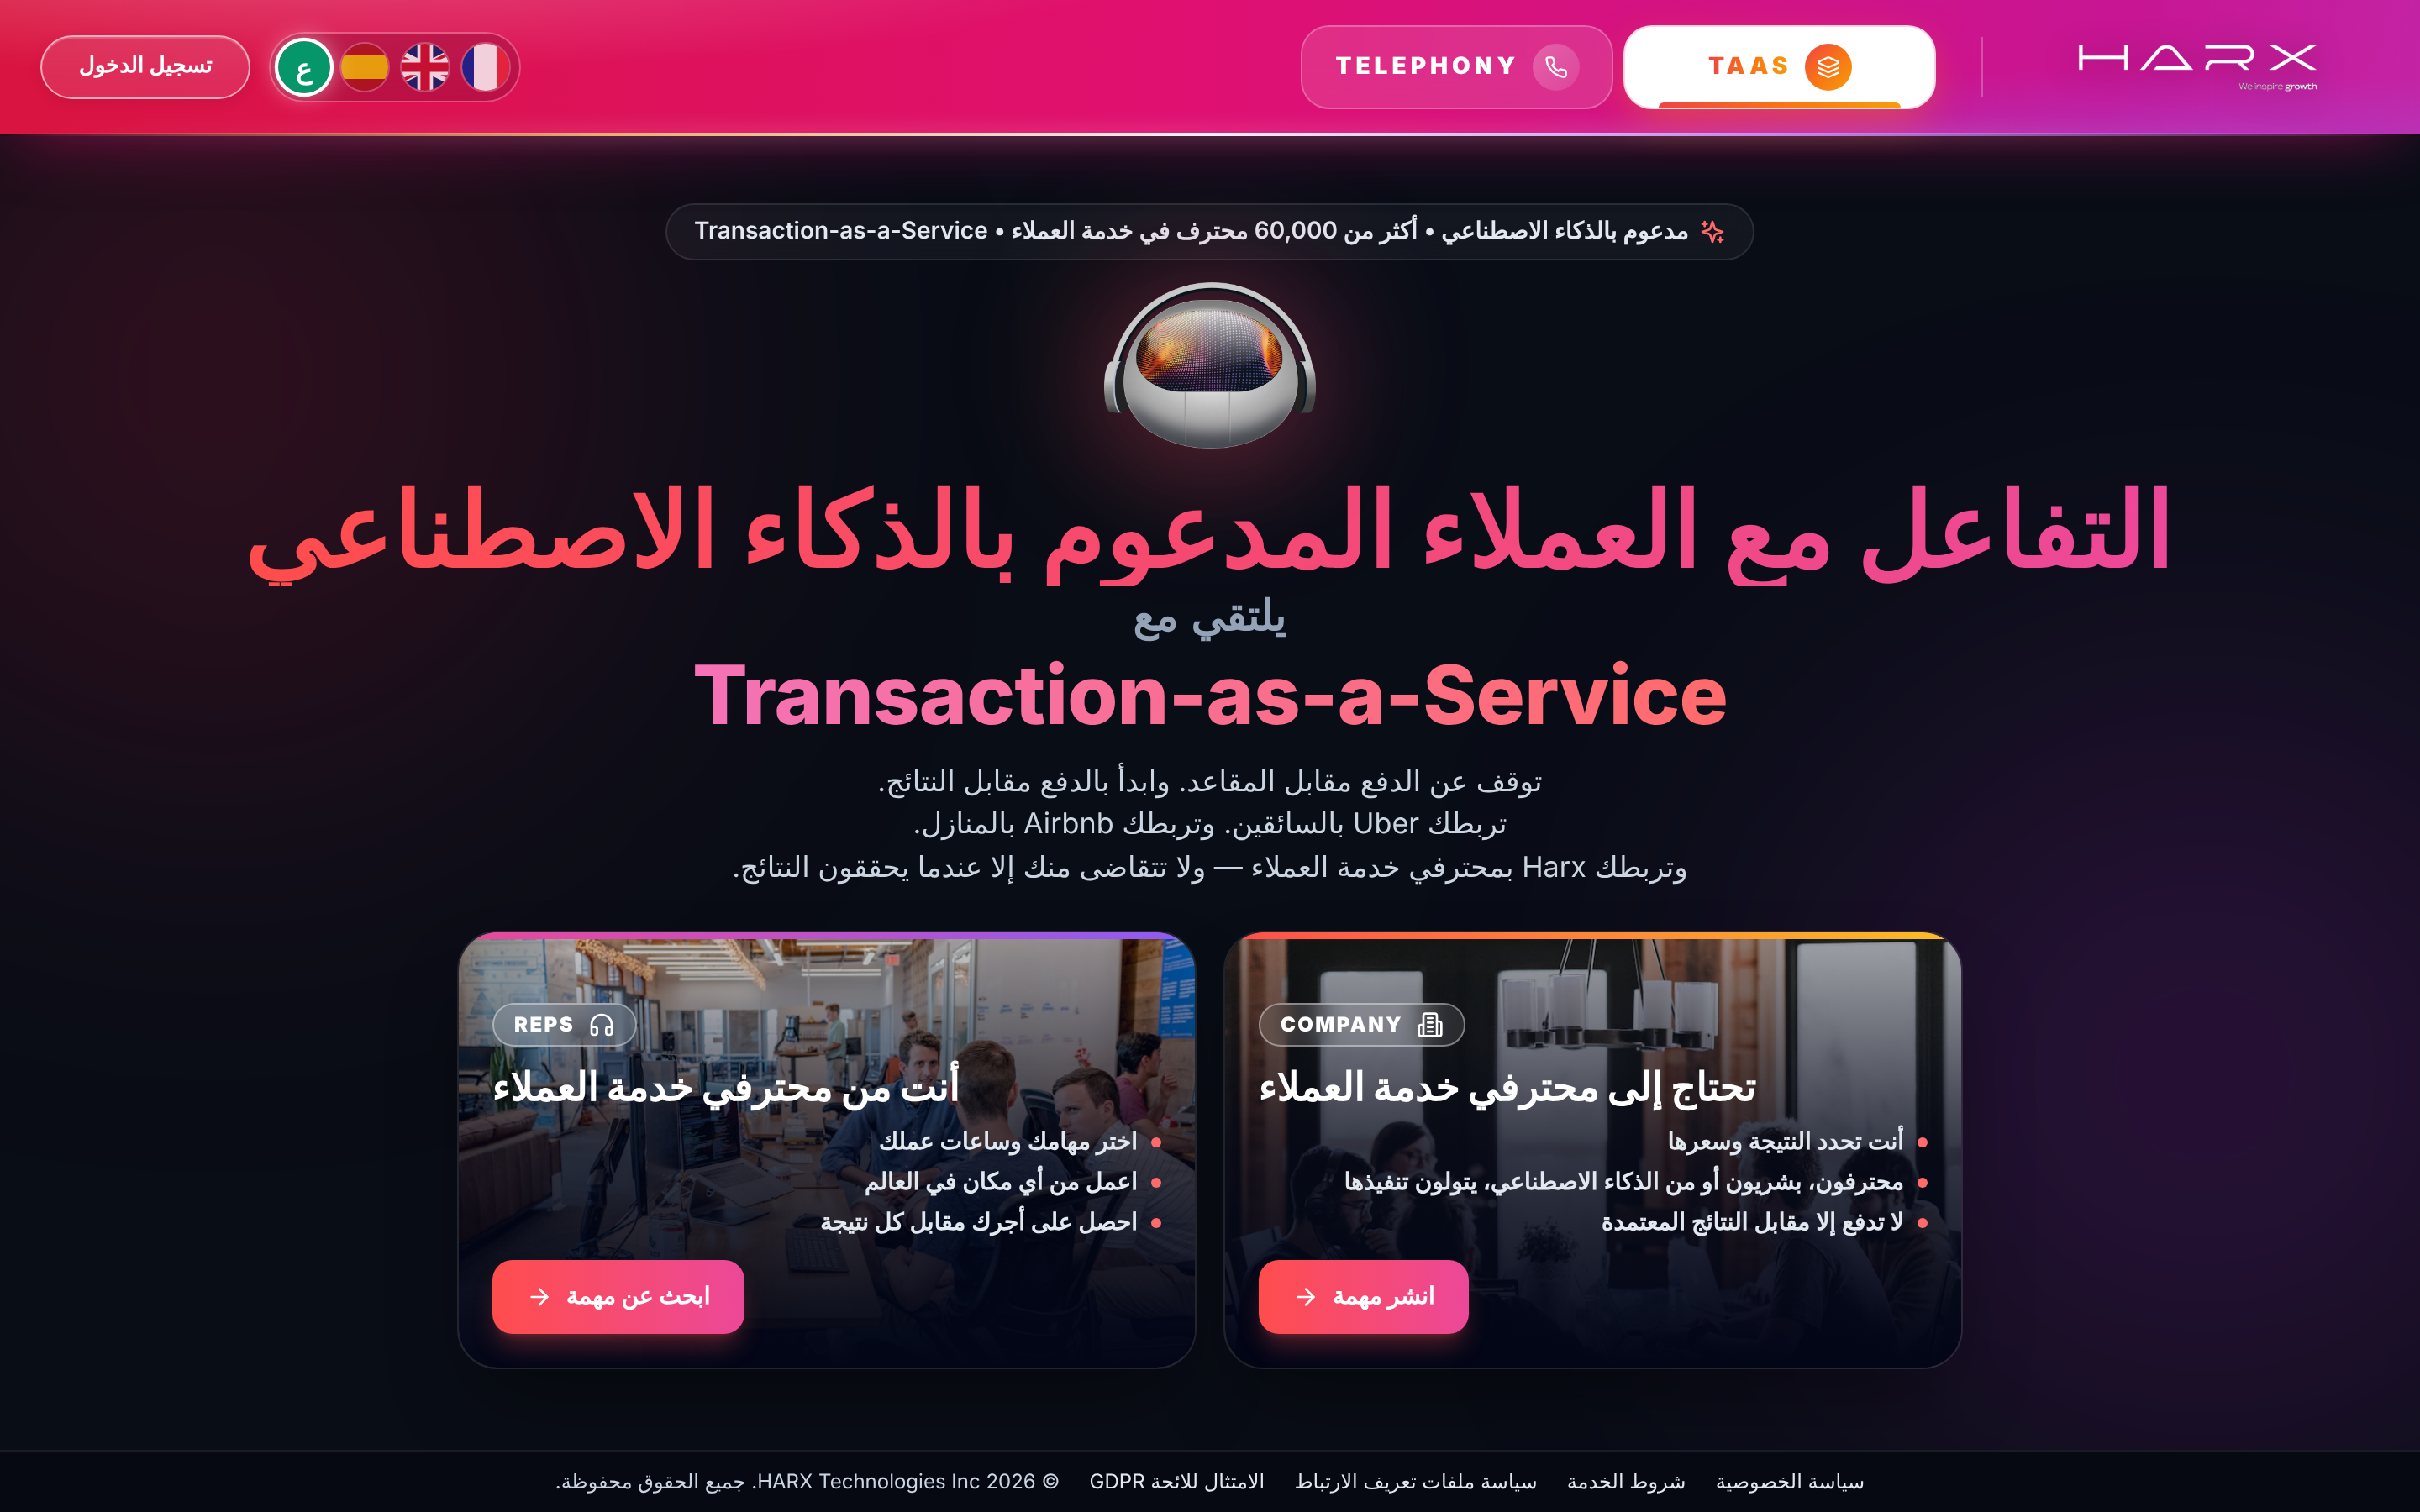 HARX
We inspire growth
TAAS
TELEPHONY
ع
تسجيل الدخول
مدعوم بالذكاء الاصطناعي • أكثر من 60,000 محترف في خدمة العملاء • Transaction-as-a-Service
التفاعل مع العملاء المدعوم بالذكاء الاصطناعي
يلتقي مع
Transaction-as-a-Service
توقف عن الدفع مقابل المقاعد. وابدأ بالدفع مقابل النتائج.
تربطك Uber بالسائقين. وتربطك Airbnb بالمنازل.
وتربطك Harx بمحترفي خدمة العملاء — ولا تتقاضى منك إلا عندما يحققون النتائج.
COMPANY
تحتاج إلى محترفي خدمة العملاء
أنت تحدد النتيجة وسعرها
محترفون، بشريون أو من الذكاء الاصطناعي، يتولون تنفيذها
لا تدفع إلا مقابل النتائج المعتمدة
انشر مهمة
REPS
أنت من محترفي خدمة العملاء
اختر مهامك وساعات عملك
اعمل من أي مكان في العالم
احصل على أجرك مقابل كل نتيجة
ابحث عن مهمة
سياسة الخصوصية
شروط الخدمة
سياسة ملفات تعريف الارتباط
الامتثال للائحة GDPR
© 2026 HARX Technologies Inc. جميع الحقوق محفوظة.